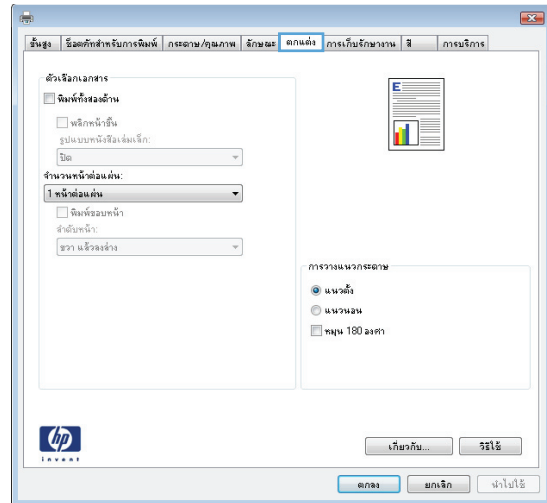 ขั้นสูง ช็อตคัทสำหรับการพิมพ์ กระดาษ/คุณภาพ ลักษณะ ตกแต่ง การเก็บรักษางาน สี การบริการ
ตัวเลือกเอกสาร
พิมพ์ทั้งสองด้าน
พลิกหน้าขึ้น
รูปแบบหนังสือเล่มเล็ก:
ปิด
จำนวนหน้าต่อแผ่น:
1 หน้าต่อแผ่น
พิมพ์ขอบหน้า
ลำดับหน้า:
ขวา แล้วลงล่าง
E
การวางแนวกระดาษ
แนวตั้ง
แนวนอน
หมุน 180 องศา
hp
invent
เกี่ยวกับ... วิธีใช้
ตกลง ยกเลิก นำไปใช้